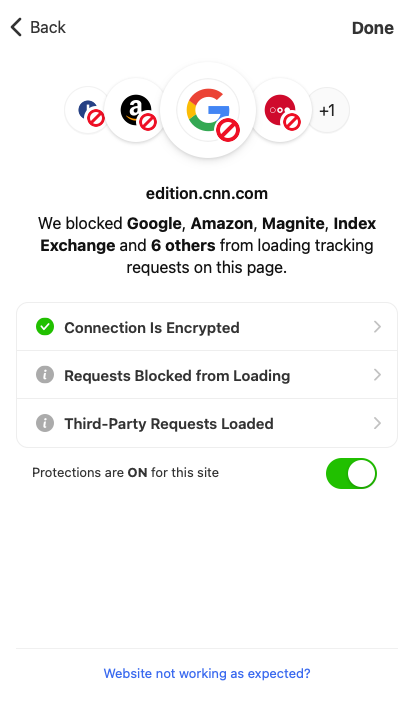 Back
Done
+1
edition.cnn.com
We blocked Google, Amazon, Magnite, Index
Exchange and 6 others from loading tracking
requests on this page.
Connection Is Encrypted
Requests Blocked from Loading
Third-Party Requests Loaded
Protections are ON for this site
Website not working as expected?